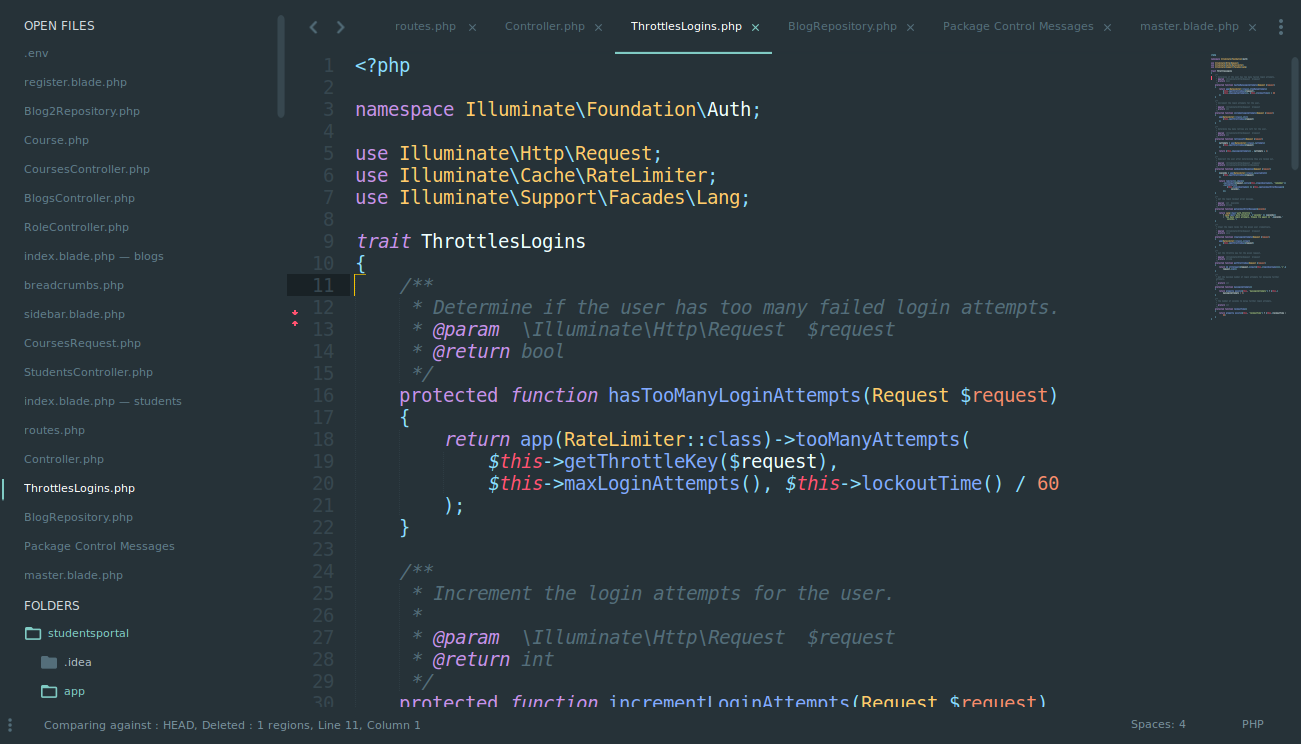 OPEN FILES
.env
register.blade.php
Blog2Repository.php
Course.php
CoursesController.php
BlogsController.php
RoleController.php
index.blade.php — blogs
breadcrumbs.php
sidebar.blade.php
CoursesRequest.php
StudentsController.php
index.blade.php — students
routes.php
Controller.php
ThrottlesLogins.php
BlogRepository.php
Package Control Messages
master.blade.php
FOLDERS
studentsportal
.idea
app
routes.php × Controller.php × ThrottlesLogins.php × BlogRepository.php × Package Control Messages × master.blade.php ×
1 <?php
2
3 namespace Illuminate\Foundation\Auth;
4
5 use Illuminate\Http\Request;
6 use Illuminate\Cache\RateLimiter;
7 use Illuminate\Support\Facades\Lang;
8
9 trait ThrottlesLogins
10 {
11     /**
12      * Determine if the user has too many failed login attempts.
13      * @param  \Illuminate\Http\Request  $request
14      * @return bool
15      */
16     protected function hasTooManyLoginAttempts(Request $request)
17     {
18         return app(RateLimiter::class)->tooManyAttempts(
19             $this->getThrottleKey($request),
20             $this->maxLoginAttempts(), $this->lockoutTime() / 60
21         );
22     }
23
24     /**
25      * Increment the login attempts for the user.
26      *
27      * @param  \Illuminate\Http\Request  $request
28      * @return int
29      */
30     protected function incrementLoginAttempts(Request $request)
Comparing against : HEAD, Deleted : 1 regions, Line 11, Column 1
Spaces: 4
PHP